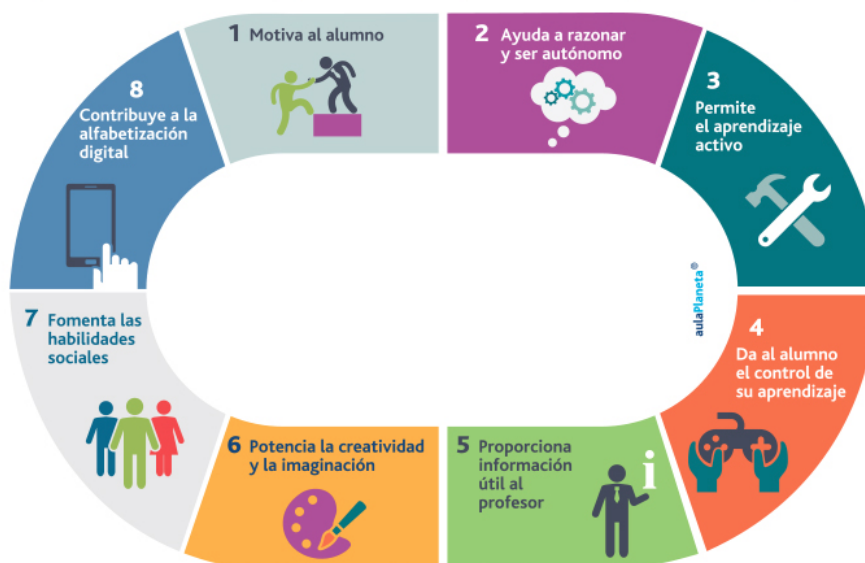 1 Motiva al alumno
2 Ayuda a razonar
y ser autónomo
3
Permite
el aprendizaje
activo
4
Da al alumno
el control de
su aprendizaje
5 Proporciona
información
útil al
profesor
i
6 Potencia la creatividad
y la imaginación
7 Fomenta las
habilidades
sociales
8
Contribuye a la
alfabetización
digital
aulaPlaneta®